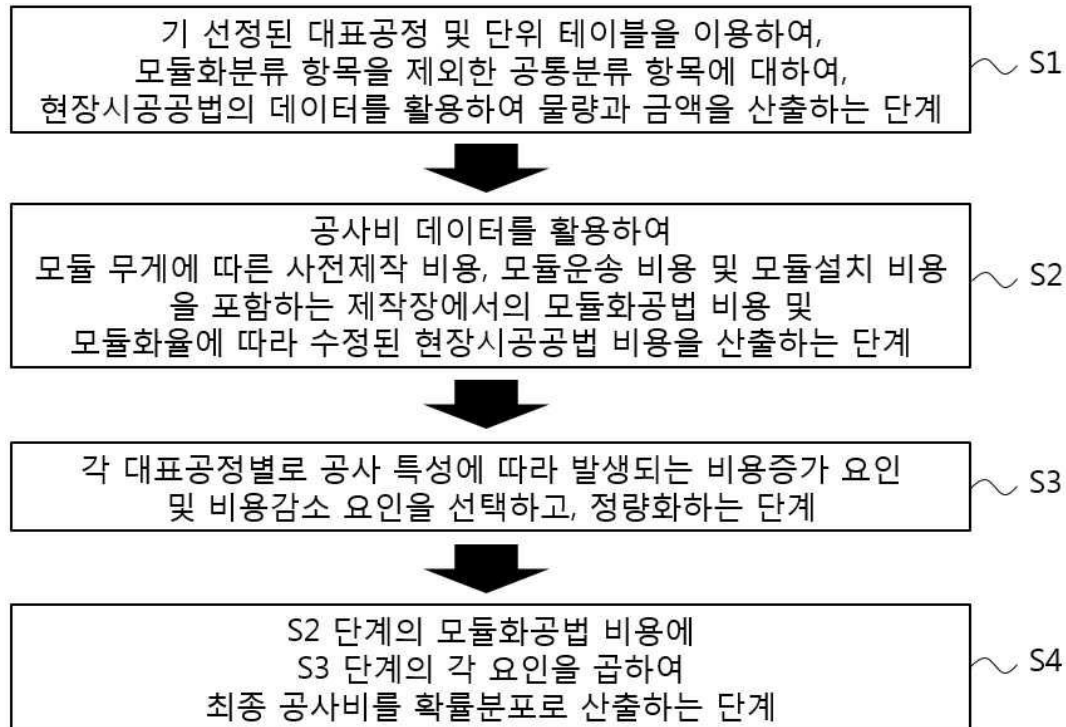 기 선정된 대표공정 및 단위 테이블을 이용하여,
모듈화분류 항목을 제외한 공통분류 항목에 대하여,
현장시공공법의 데이터를 활용하여 물량과 금액을 산출하는 단계
S1
공사비 데이터를 활용하여
모듈 무게에 따른 사전제작 비용, 모듈운송 비용 및 모듈설치 비용
을 포함하는 제작장에서의 모듈화공법 비용 및
모듈화율에 따라 수정된 현장시공공법 비용을 산출하는 단계
S2
각 대표공정별로 공사 특성에 따라 발생되는 비용증가 요인
및 비용감소 요인을 선택하고, 정량화하는 단계
S3
S2 단계의 모듈화공법 비용에
S3 단계의 각 요인을 곱하여
최종 공사비를 확률분포로 산출하는 단계
S4